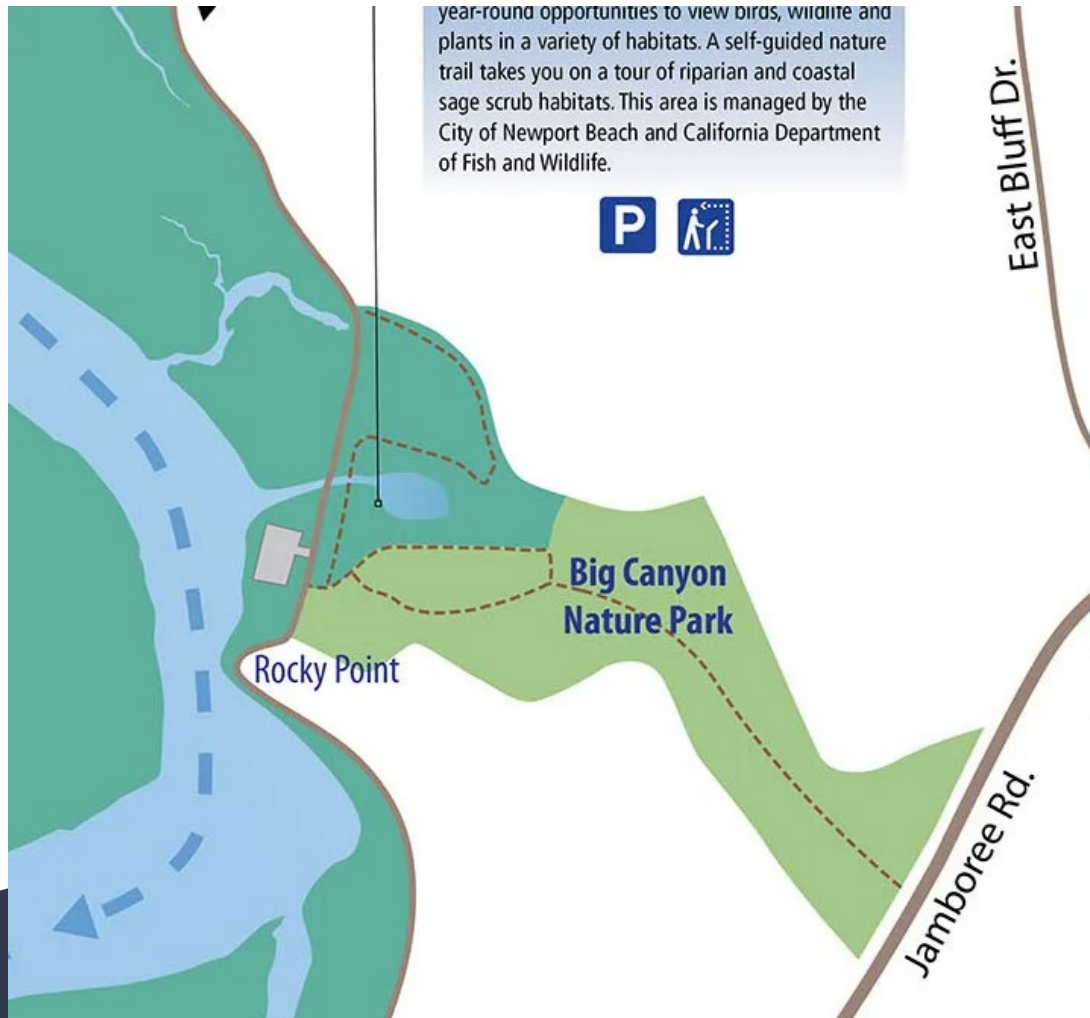 year-round opportunities to view birds, wildlife and
plants in a variety of habitats. A self-guided nature
trail takes you on a tour of riparian and coastal
sage scrub habitats. This area is managed by the
City of Newport Beach and California Department
of Fish and Wildlife.
P
East Bluff Dr.
Big Canyon
Nature Park
Rocky Point
Jamboree Rd.